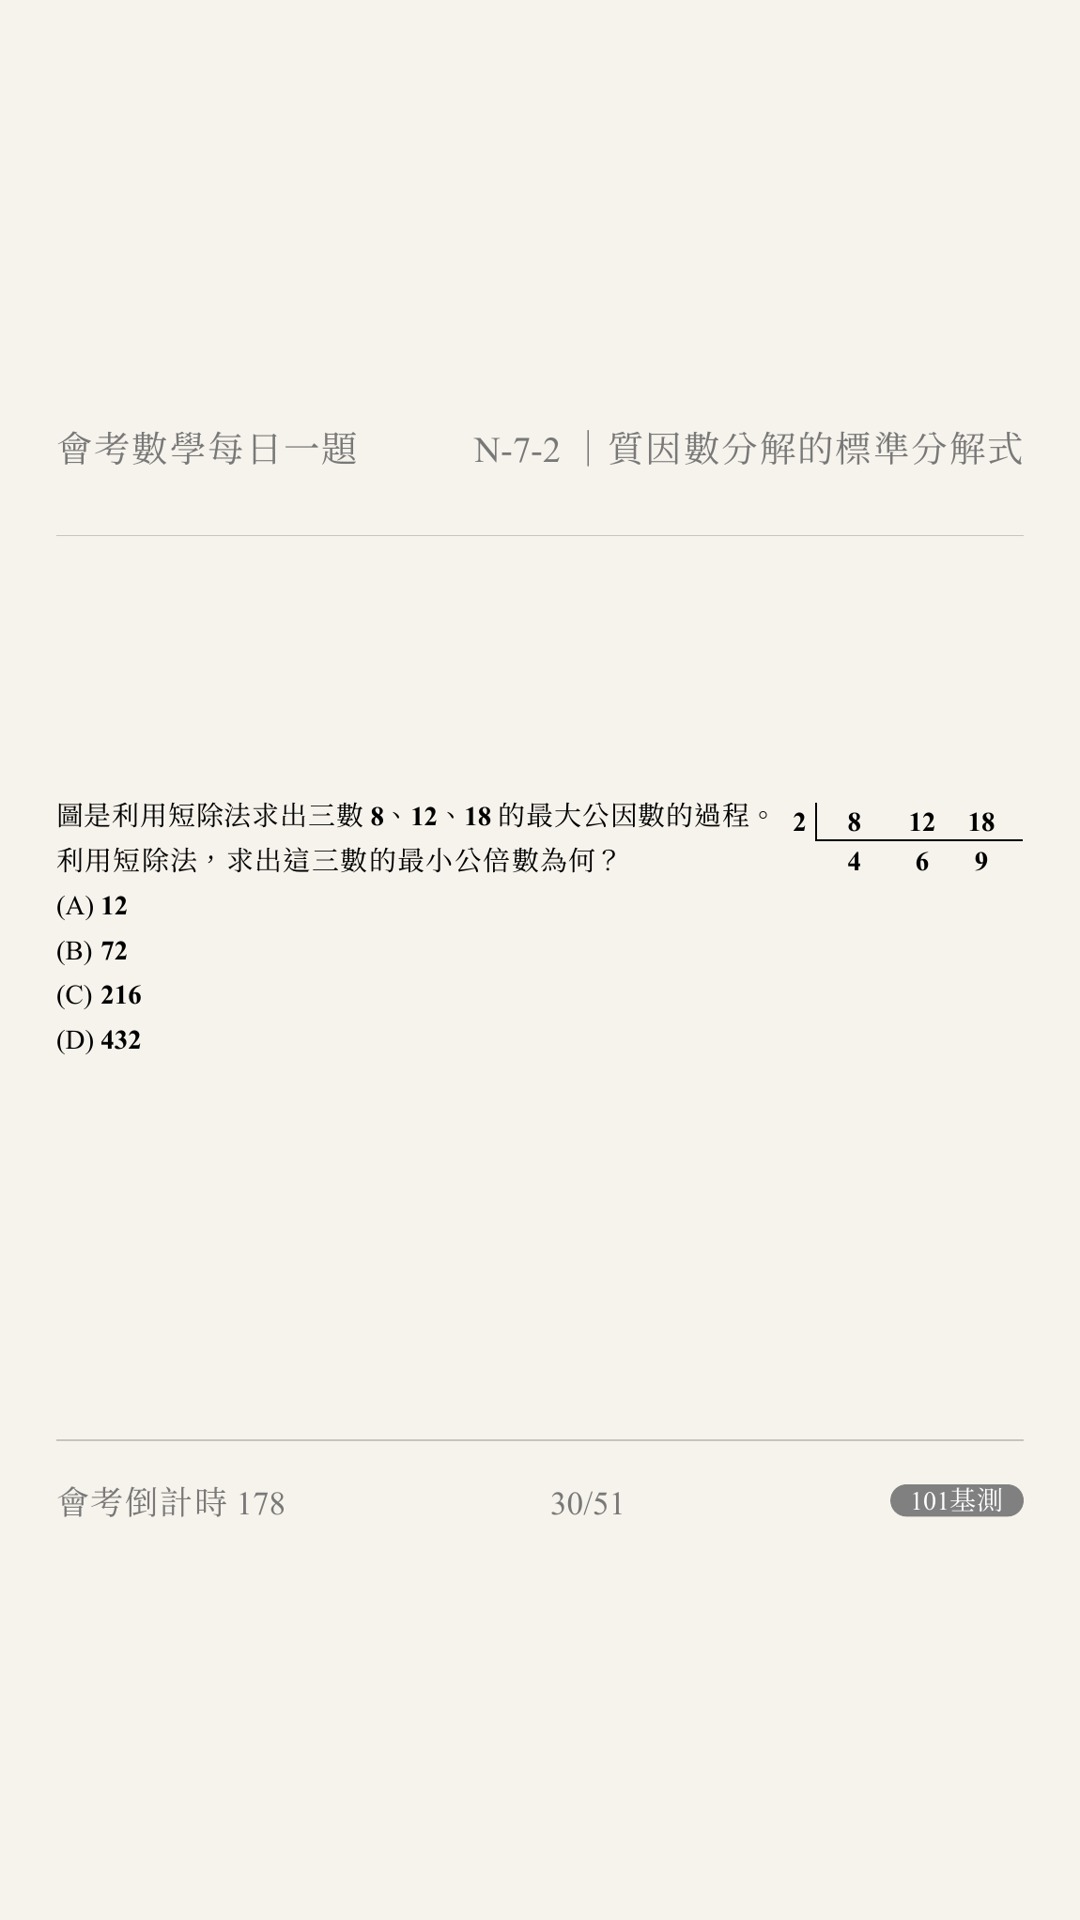 會考數學每日一題
N-7-2｜質因數分解的標準分解式
圖是利用短除法求出三數 8、12、18 的最大公因數的過程。
利用短除法，求出這三數的最小公倍數為何？
2 8 12 18
4 6 9
(A) 12
(B) 72
(C) 216
(D) 432
會考倒計時 178
30/51
101基測